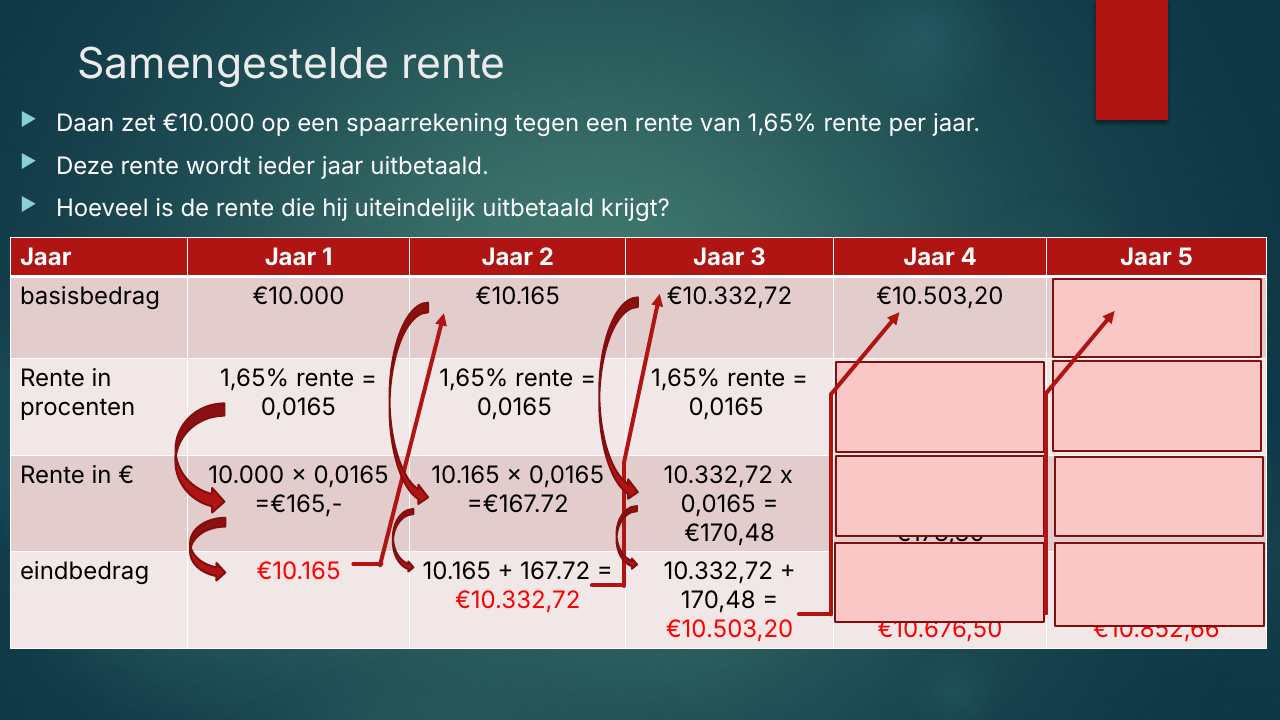 Samengestelde rente
Daan zet €10.000 op een spaarrekening tegen een rente van 1,65% rente per jaar.
Deze rente wordt ieder jaar uitbetaald.
Hoeveel is de rente die hij uiteindelijk uitbetaald krijgt?
Jaar Jaar 1 Jaar 2 Jaar 3 Jaar 4 Jaar 5
basisbedrag €10.000 €10.165 €10.332,72 €10.503,20
Rente in 1,65% rente = 1,65% rente = 1,65% rente =
procenten 0,0165 0,0165 0,0165
Rente in € 10.000 × 0,0165 10.165 × 0,0165 10.332,72 x
=€165,- =€167.72 0,0165 =
€170,48
eindbedrag €10.165 10.165 + 167.72 = 10.332,72 +
€10.332,72 170,48 =
€10.503,20 €10.676,50 €10.852,66